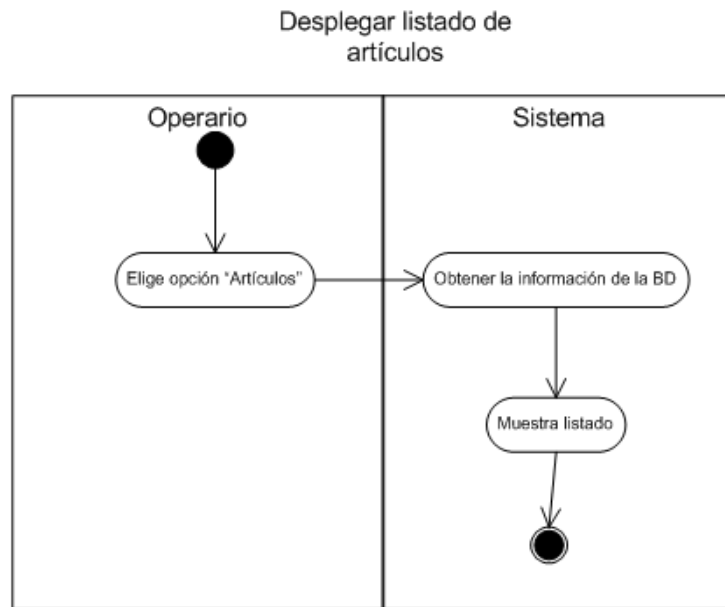 Desplegar listado de
artículos
Operario
Sistema
Elige opción "Artículos"
Obtener la información de la BD
Muestra listado